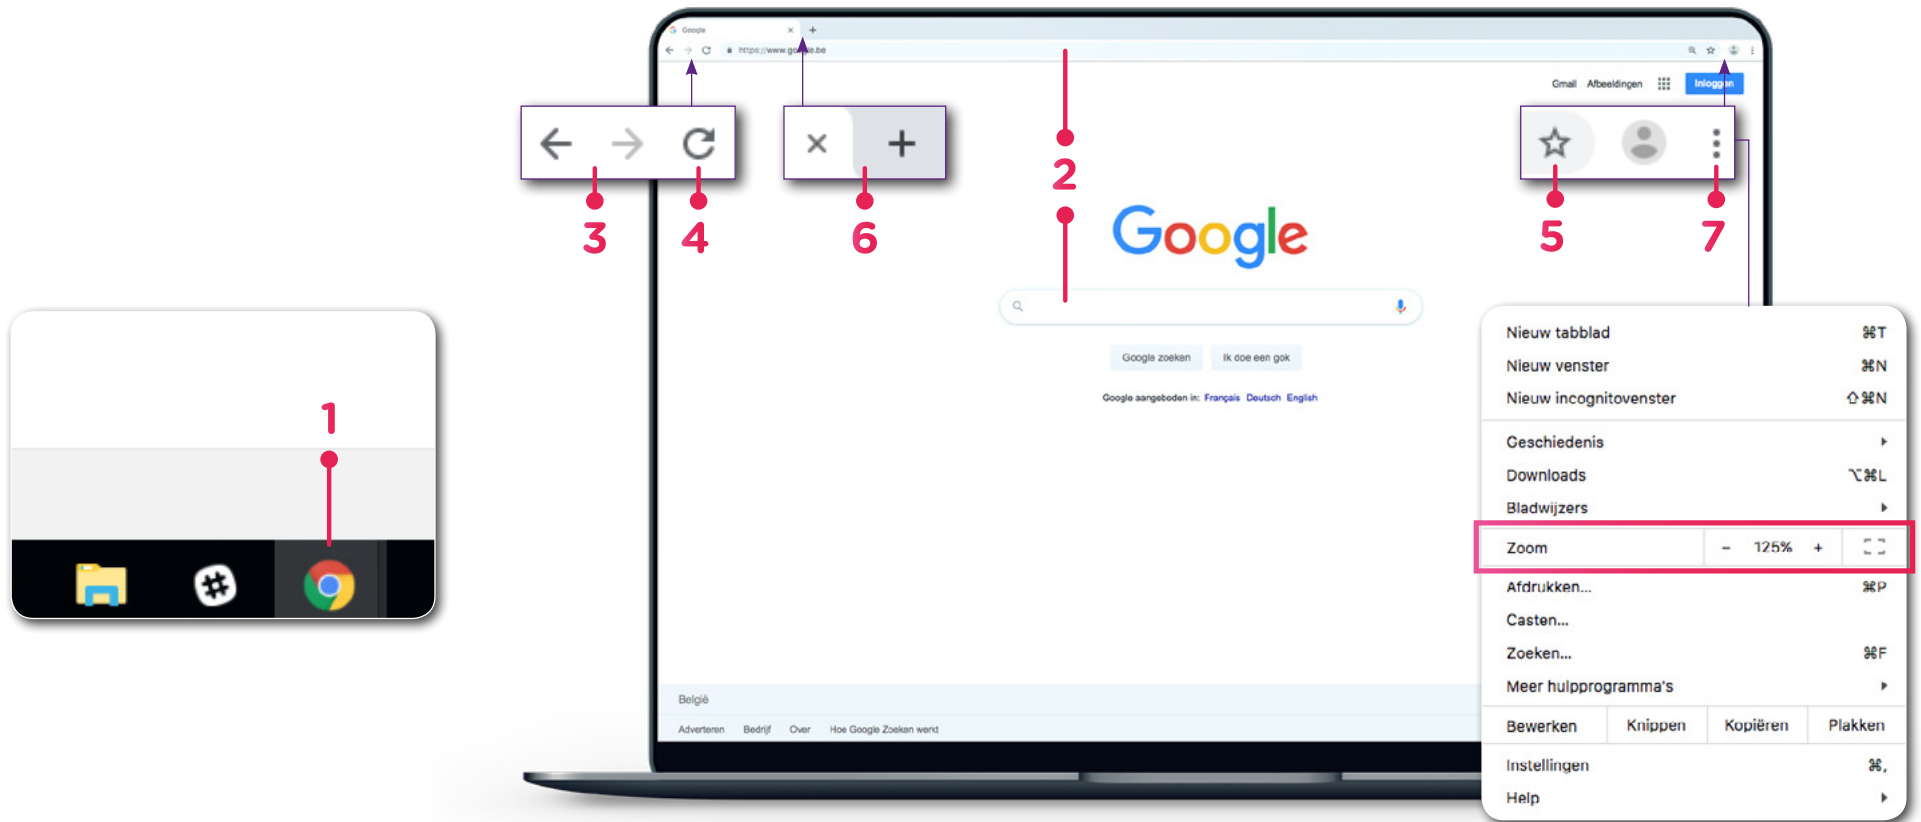 Google
https://www.google.be
Gmail Afbeeldingen Inloggen
3
4
6
2
5
7
Google
Google zoeken Ik doe een gok
Google aangeboden in: Français Deutsch English
1
Nieuw tabblad ⌘T
Nieuw venster ⌘N
Nieuw incognitovenster ⇧⌘N
Geschiedenis
Downloads ⌥⌘L
Bladwijzers
Zoom - 125% +
Afdrukken... ⌘P
Casten...
Zoeken... ⌘F
Meer hulpprogramma's
Bewerken Knippen Kopiëren Plakken
Instellingen ⌘,
Help
België
Adverteren Bedrijf Over Hoe Google Zoeken werkt